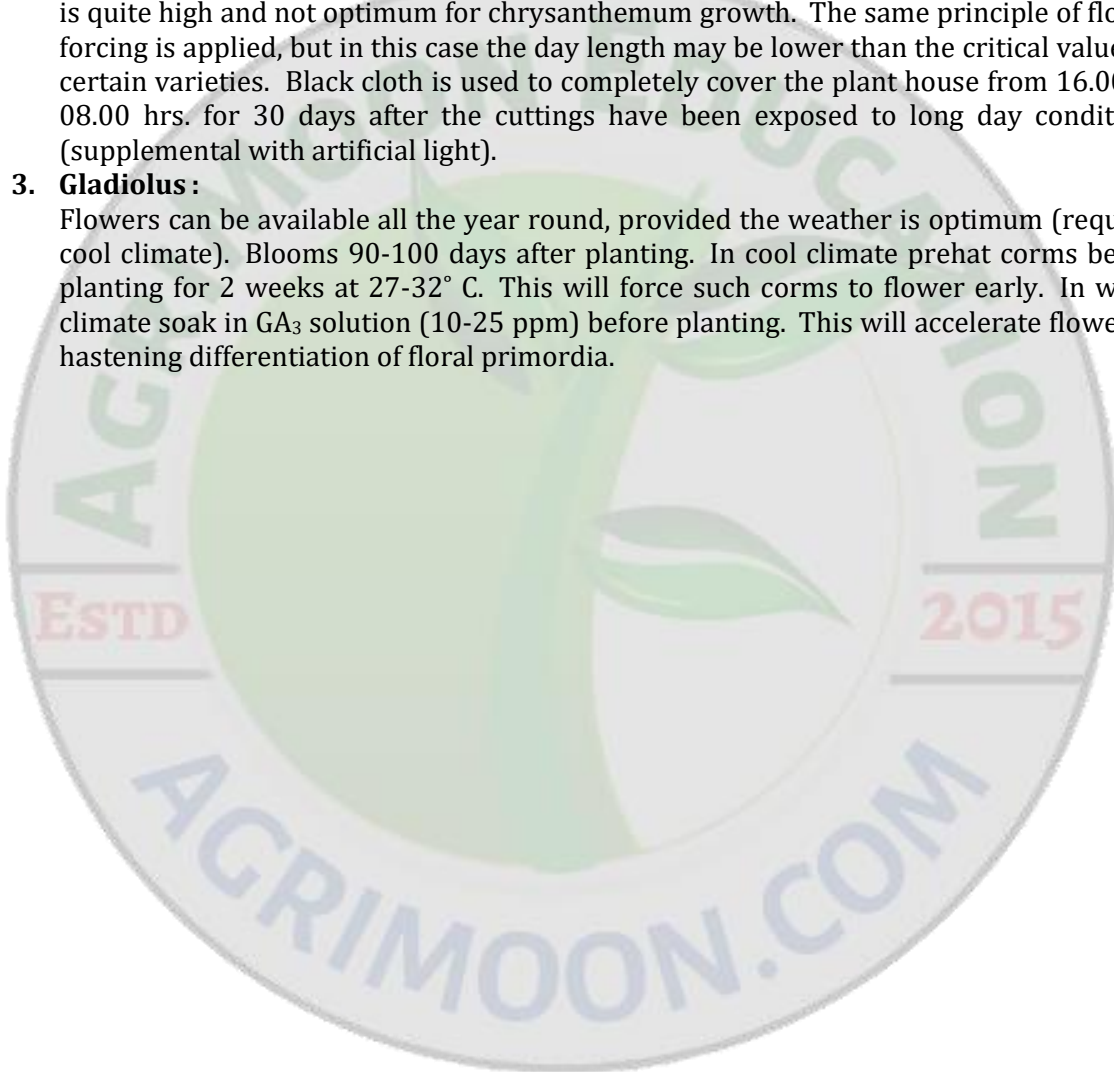 is quite high and not optimum for chrysanthemum growth. The same principle of flo
forcing is applied, but in this case the day length may be lower than the critical value
certain varieties. Black cloth is used to completely cover the plant house from 16.00
08.00 hrs. for 30 days after the cuttings have been exposed to long day condit
(supplemental with artificial light).
3. Gladiolus :
Flowers can be available all the year round, provided the weather is optimum (requ
cool climate). Blooms 90-100 days after planting. In cool climate prehat corms be
planting for 2 weeks at 27-32˚ C. This will force such corms to flower early. In w
climate soak in GA₃ solution (10-25 ppm) before planting. This will accelerate flowe
hastening differentiation of floral primordia.
AGRIMOON EDUCATION
ESTD 2015
AGRIMOON.COM